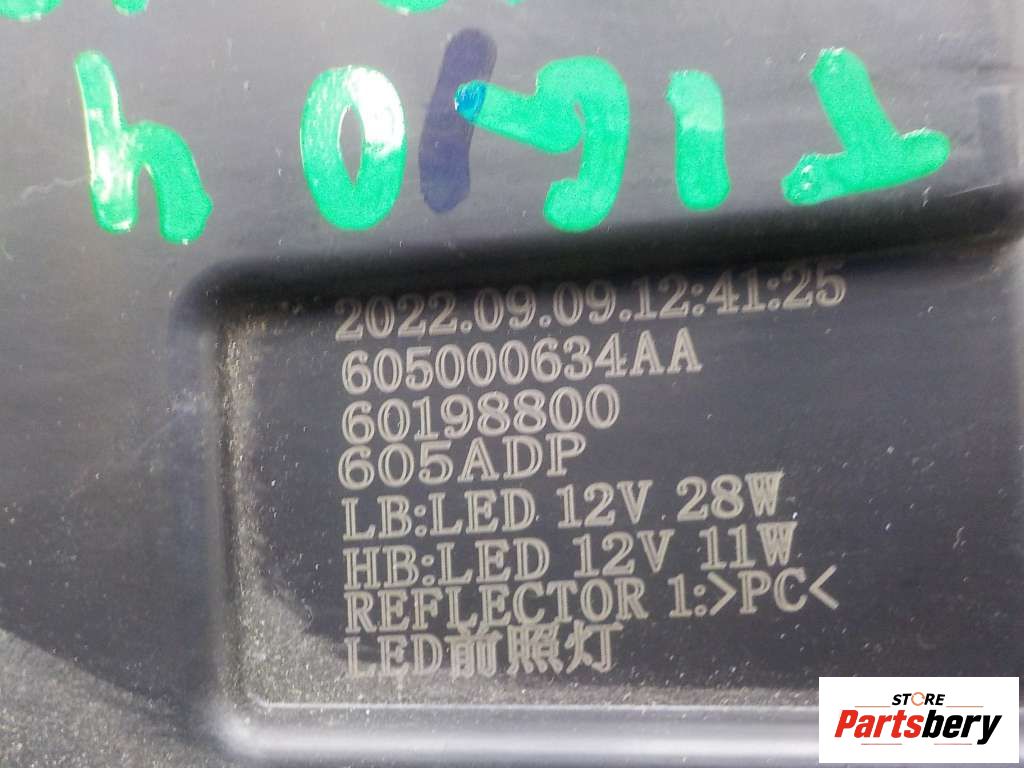 2022.09.09.12:41:25
605000634AA
60198800
605ADP
LB:LED 12V 28W
HB:LED 12V 11W
REFLECTOR 1:>PC<
LED前照灯
STORE
Partsbery